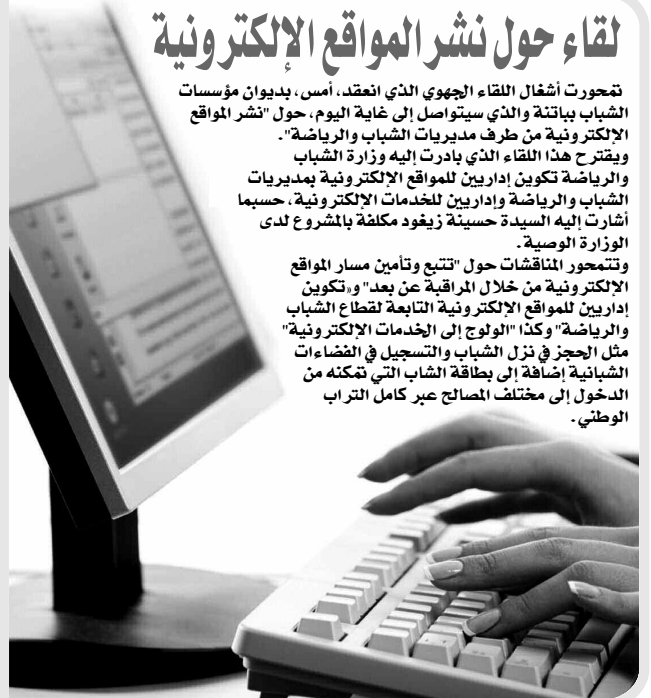 لقاء حول نشر المواقع الإلكترونية
تمحورت أشغال اللقاء الجهوي الذي انعقد، أمس، بديوان مؤسسات
الشباب بباتنة والذي سيتواصل إلى غاية اليوم، حول "نشر المواقع
الإلكترونية من طرف مديريات الشباب والرياضة".
ويقترح هذا اللقاء الذي بادرت إليه وزارة الشباب
والرياضة تكوين إداريين للمواقع الإلكترونية بمديريات
الشباب والرياضة وإداريين للخدمات الإلكترونية، حسبما
أشارت إليه السيدة حسينة زيغود مكلفة بالمشروع لدى
الوزارة الوصية.
وتتمحور المناقشات حول "تتبع وتأمين مسار المواقع
الإلكترونية من خلال المراقبة عن بعد" و«تكوين
إداريين للمواقع الإلكترونية التابعة لقطاع الشباب
والرياضة" وكذا "الولوج إلى الخدمات الإلكترونية"
مثل الحجز في نزل الشباب والتسجيل في الفضاءات
الشبانية إضافة إلى بطاقة الشاب التي تمكنه من
الدخول إلى مختلف المصالح عبر كامل التراب
الوطني.